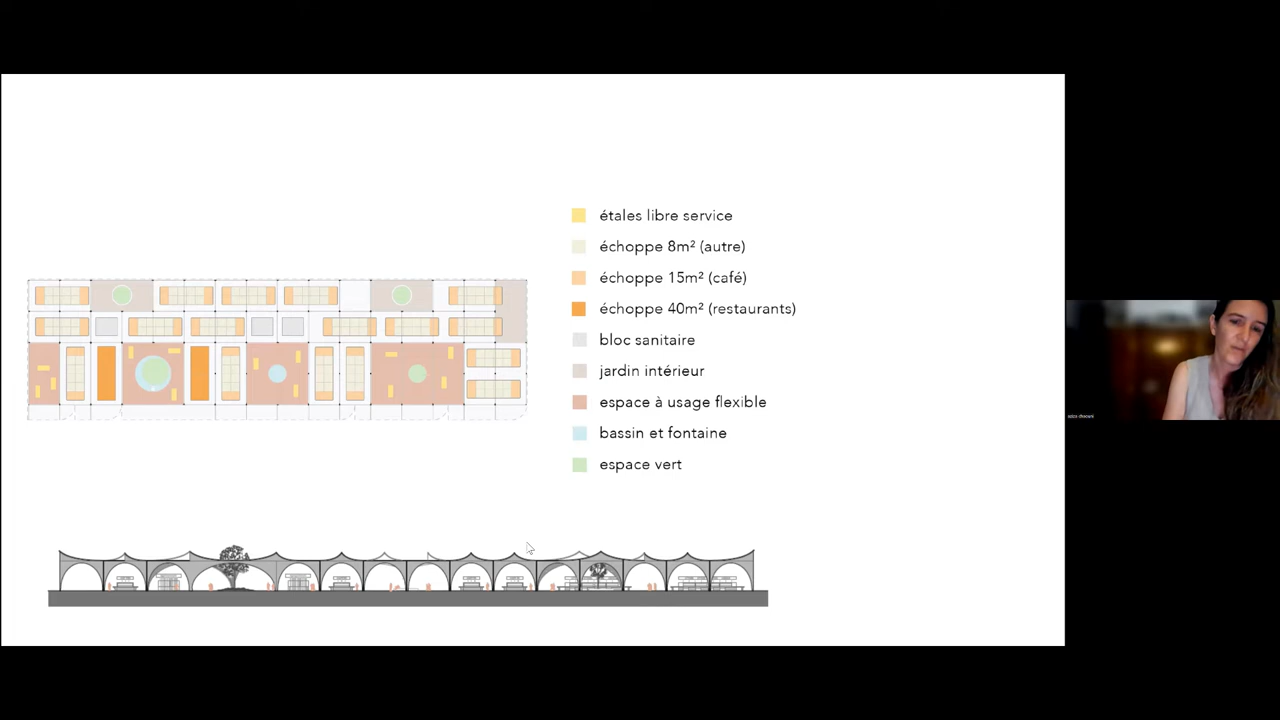 étales libre service
échoppe 8m² (autre)
échoppe 15m² (café)
échoppe 40m² (restaurants)
bloc sanitaire
jardin intérieur
espace à usage flexible
bassin et fontaine
espace vert